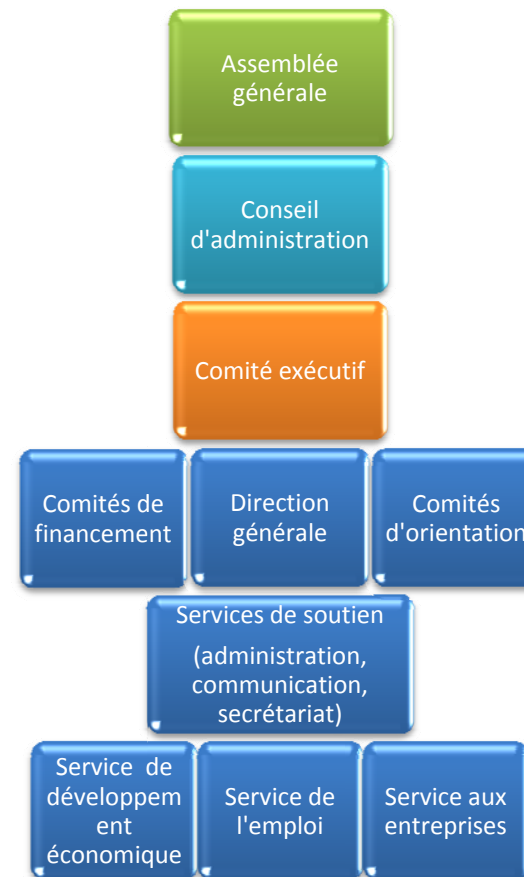 Assemblée
générale
Conseil
d'administration
Comité exécutif
Comités de
financement
Direction
générale
Comités
d'orientation
Services de soutien
(administration,
communication,
secrétariat)
Service de
développem
ent
économique
Service de
l'emploi
Service aux
entreprises